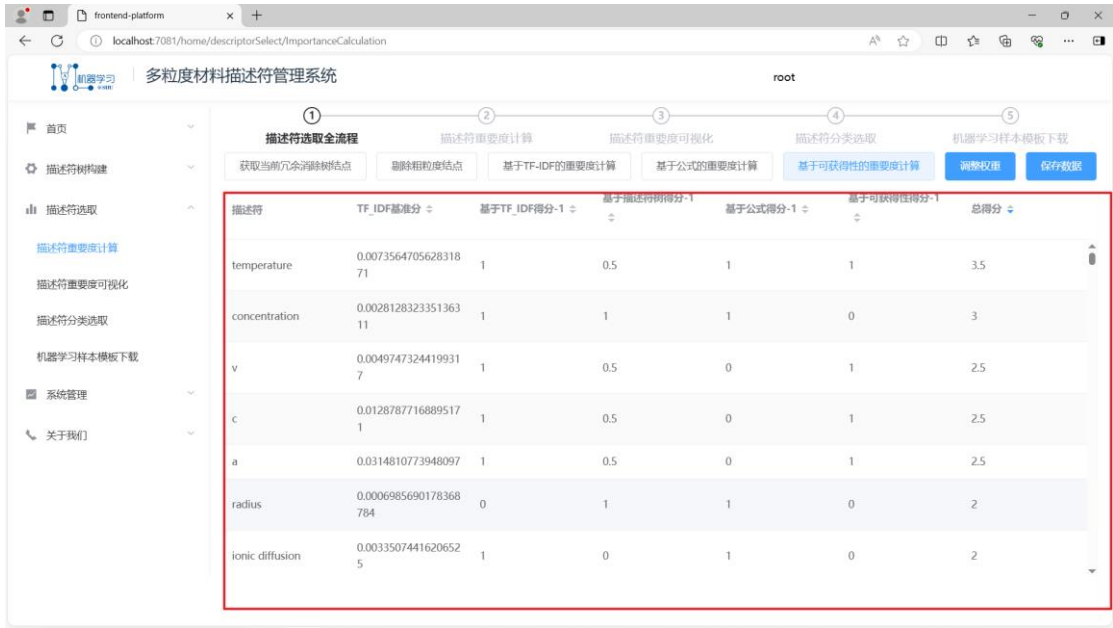 frontend-platform
localhost:7081/home/descriptorSelect/ImportanceCalculation
机器学习
多粒度材料描述符管理系统
root
首页
描述符树构建
描述符选取
描述符重要度计算
描述符重要度可视化
描述符分类选取
机器学习样本模板下载
系统管理
关于我们
1 2 3 4 5
描述符选取全流程 描述符重要度计算 描述符重要度可视化 描述符分类选取 机器学习样本模板下载
获取当前冗余消除树结点 剔除粗粒度结点 基于TF-IDF的重要度计算 基于公式的重要度计算 基于可获得性的重要度计算 调整权重 保存数据
描述符 TF_IDF基准分 基于TF_IDF得分-1 基于描述符树得分-1 基于公式得分-1 基于可获得性得分-1 总得分
temperature 0.0073564705628318
71 1 0.5 1 1 3.5
concentration 0.0028128323351363
11 1 1 1 0 3
v 0.0049747324419931
7 1 0.5 0 1 2.5
c 0.0128787716889517
1 1 0.5 0 1 2.5
a 0.0314810773948097 1 0.5 0 1 2.5
radius 0.0006985690178368
784 0 1 1 0 2
ionic diffusion 0.0033507441620652
5 1 0 1 0 2